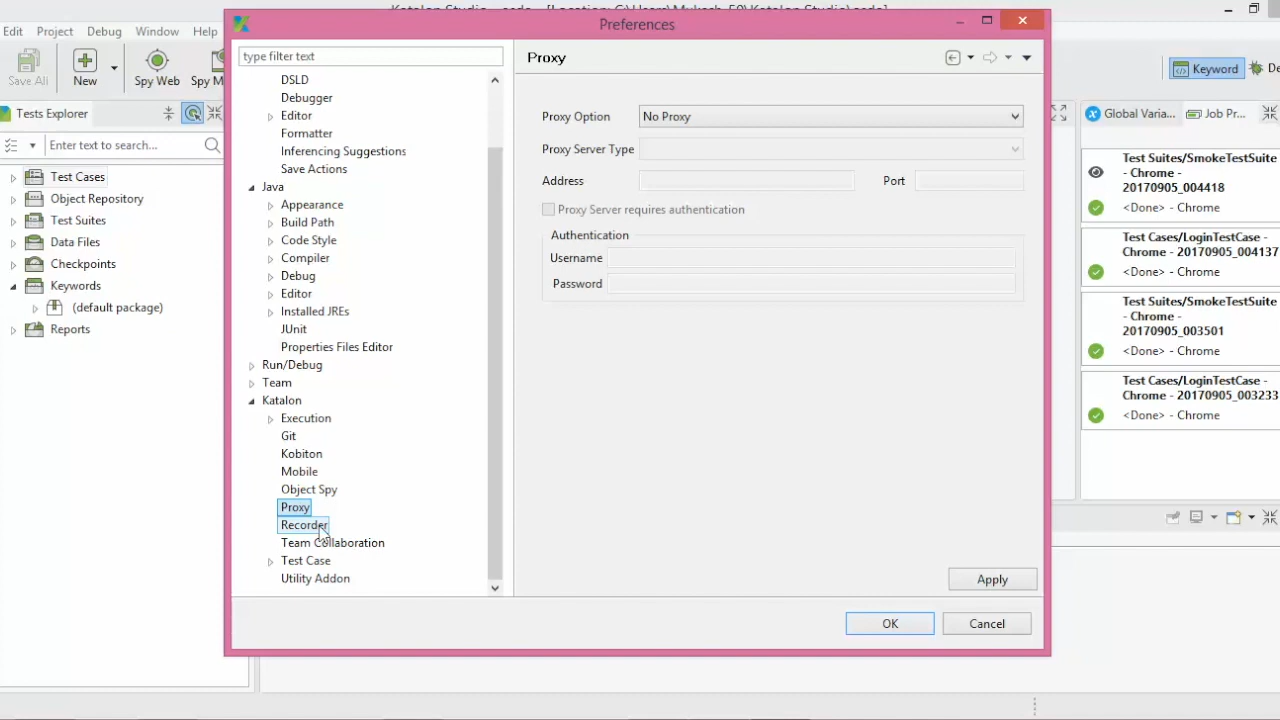 Preferences
Edit Project Debug Window Help
Save All
New
Spy Web
Spy M
Keyword
De
Tests Explorer
Enter text to search...
Test Cases
Object Repository
Test Suites
Data Files
Checkpoints
Keywords
(default package)
Reports
type filter text
DSLD
Debugger
Editor
Formatter
Inferencing Suggestions
Save Actions
Java
Appearance
Build Path
Code Style
Compiler
Debug
Editor
Installed JREs
JUnit
Properties Files Editor
Run/Debug
Team
Katalon
Execution
Git
Kobiton
Mobile
Object Spy
Proxy
Recorder
Team Collaboration
Test Case
Utility Addon
Proxy
Proxy Option No Proxy
Proxy Server Type
Address Port
Proxy Server requires authentication
Authentication
Username
Password
Apply
OK Cancel
Global Varia... Job Pr...
Test Suites/SmokeTestSuite
- Chrome -
20170905_004418
<Done> - Chrome
Test Cases/LoginTestCase -
Chrome - 20170905_004137
<Done> - Chrome
Test Suites/SmokeTestSuite
- Chrome -
20170905_003501
<Done> - Chrome
Test Cases/LoginTestCase -
Chrome - 20170905_003233
<Done> - Chrome